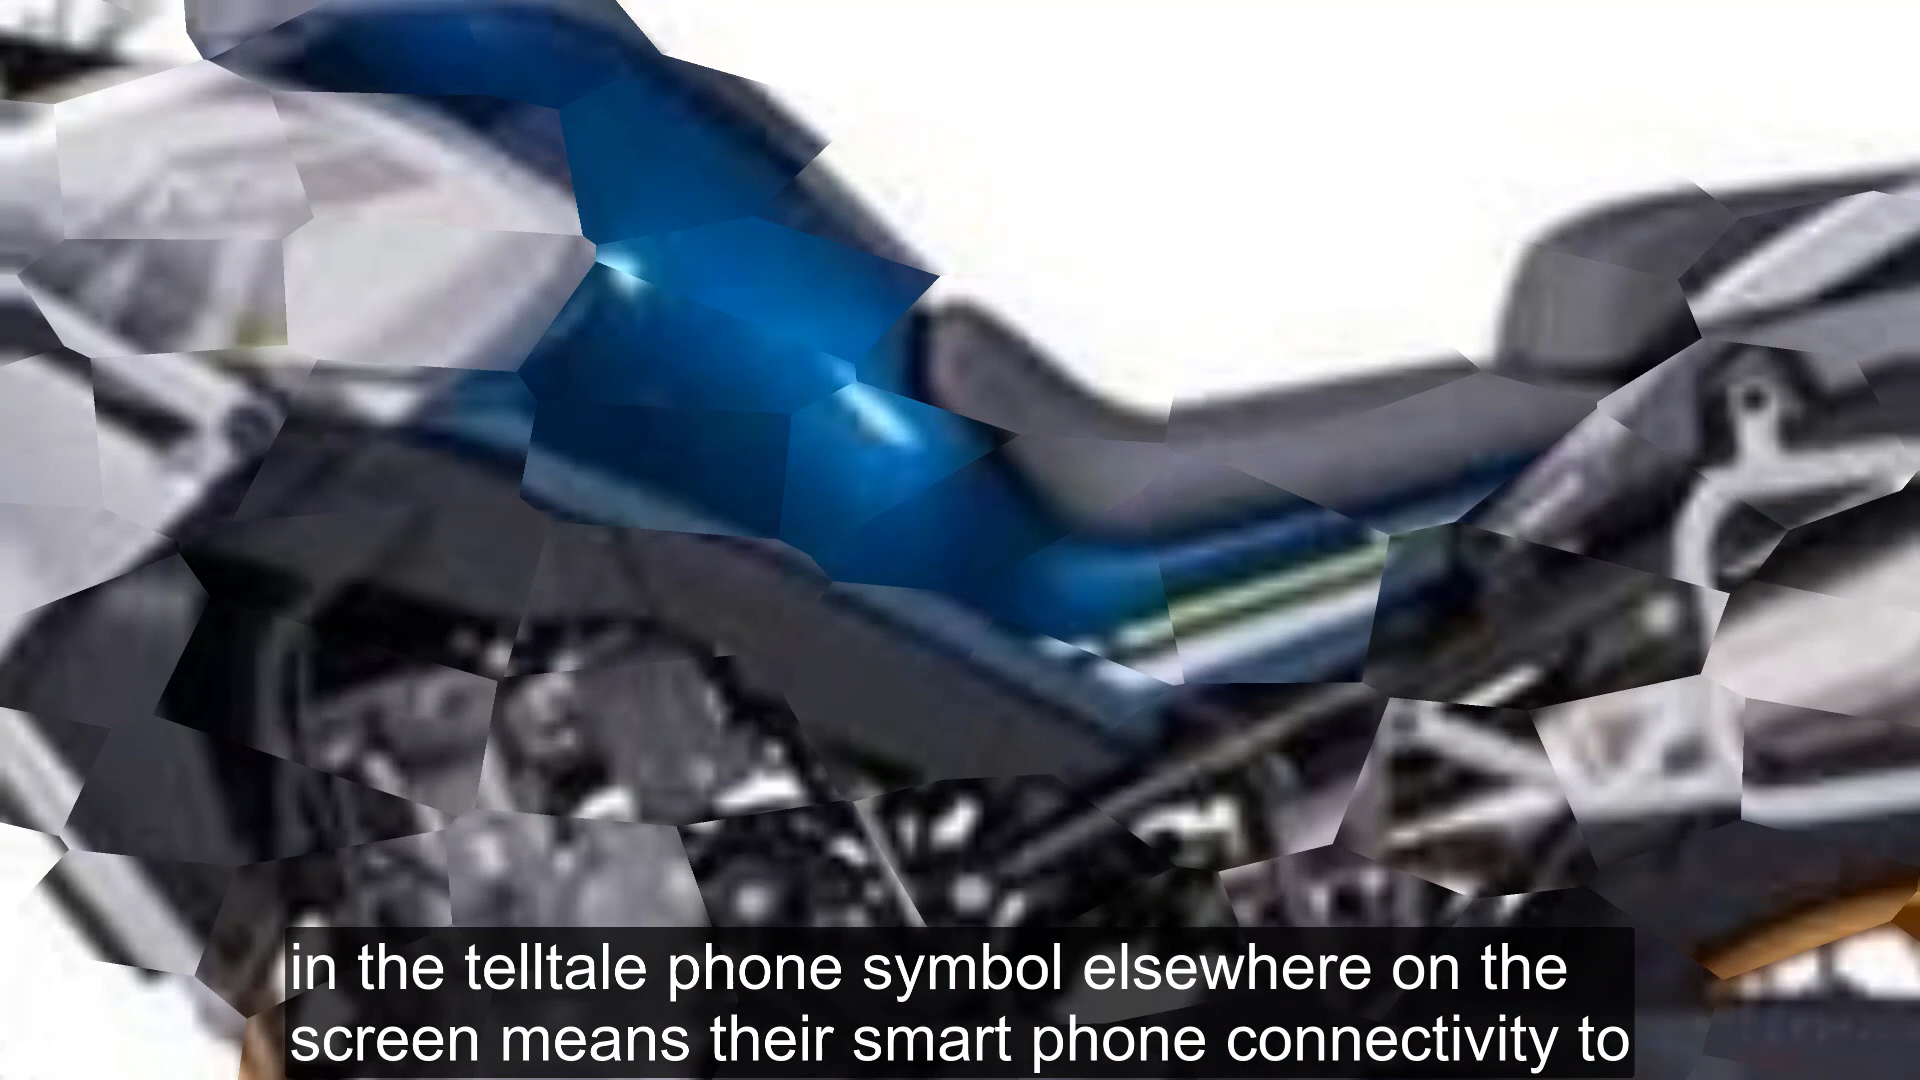 in the telltale phone symbol elsewhere on the
screen means their smart phone connectivity to